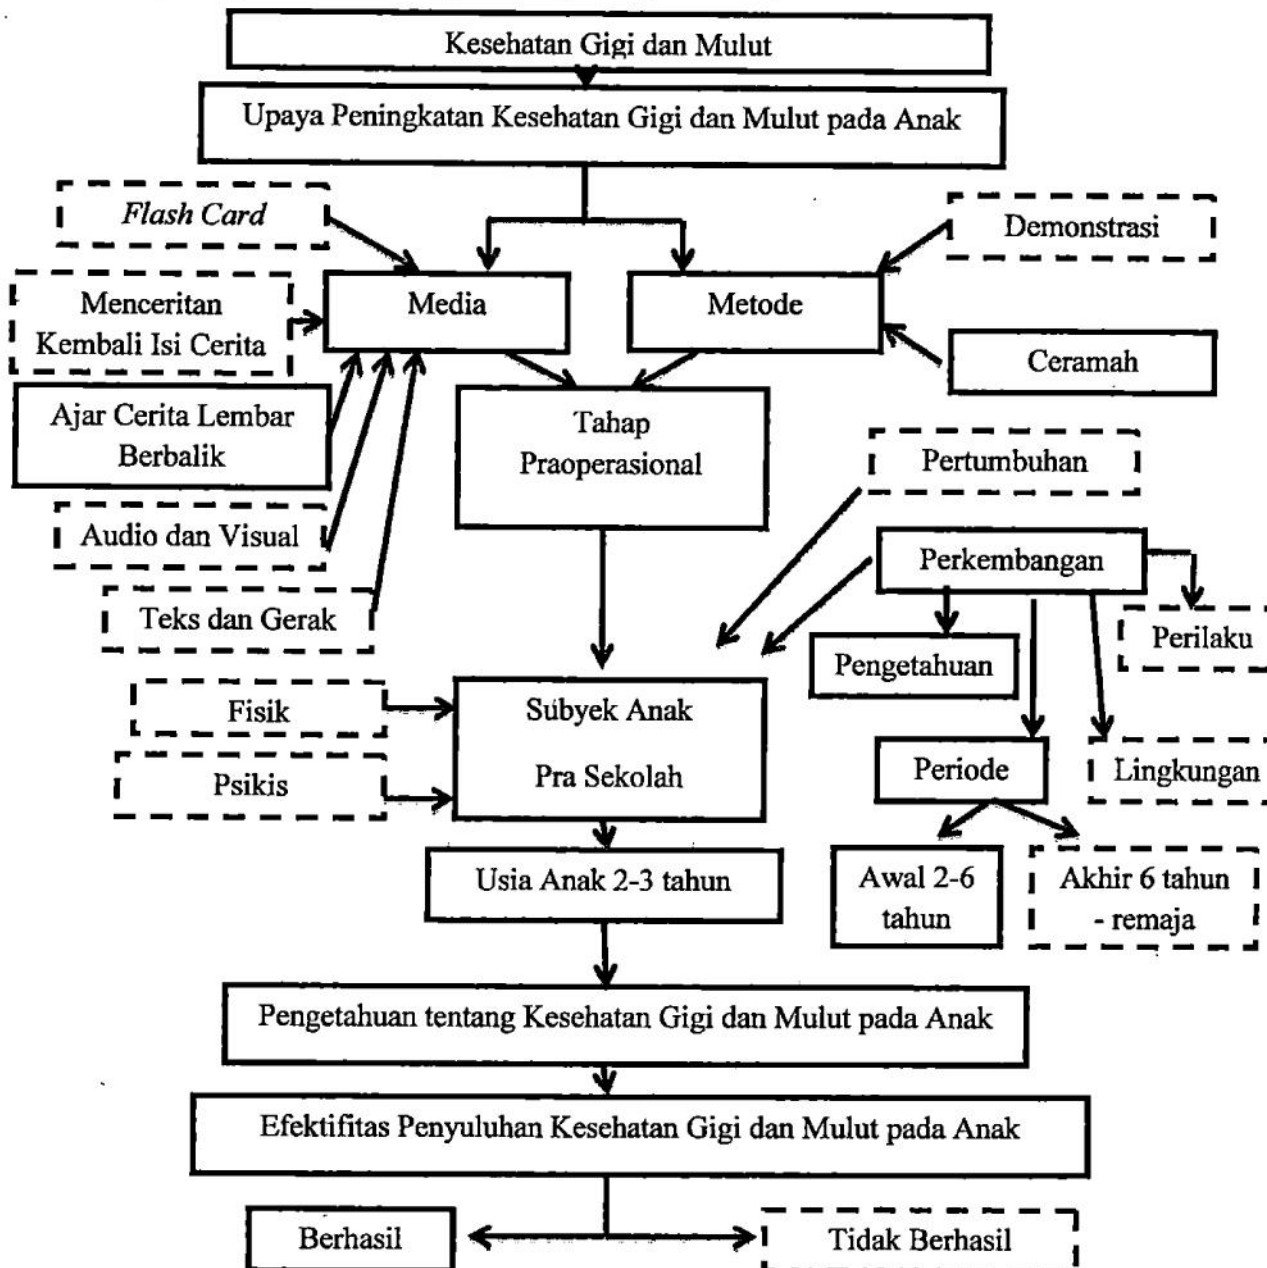 Kesehatan Gigi dan Mulut
Upaya Peningkatan Kesehatan Gigi dan Mulut pada Anak
Flash Card
Demonstrasi
Menceritan
Kembali Isi Cerita
Media
Metode
Ceramah
Ajar Cerita Lembar
Berbalik
Tahap
Praoperasional
Pertumbuhan
Audio dan Visual
Perkembangan
Teks dan Gerak
Pengetahuan
Perilaku
Fisik
Psikis
Subyek Anak
Pra Sekolah
Periode
Lingkungan
Usia Anak 2-3 tahun
Awal 2-6
tahun
Akhir 6 tahun
- remaja
Pengetahuan tentang Kesehatan Gigi dan Mulut pada Anak
Efektifitas Penyuluhan Kesehatan Gigi dan Mulut pada Anak
Berhasil
Tidak Berhasil